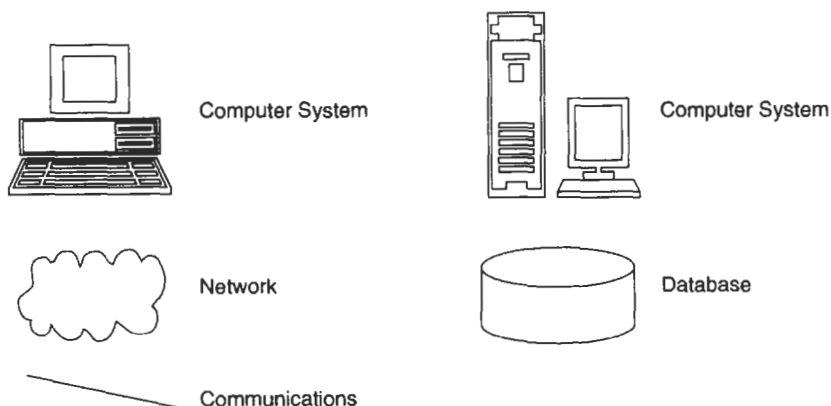 Computer System
Computer System
Network
Database
Communications